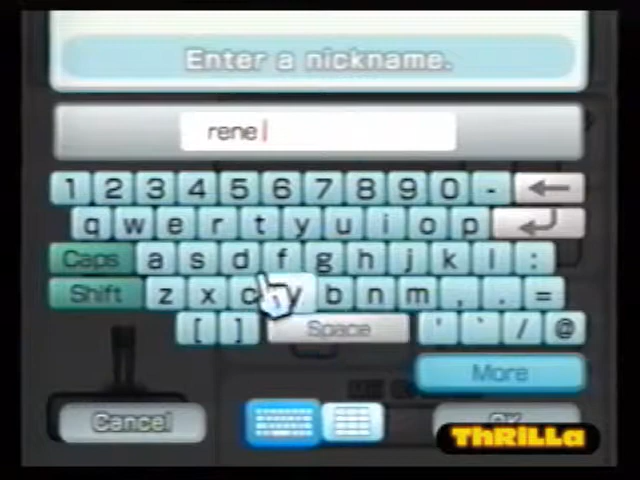 Enter a nickname.
rene
1 2 3 4 5 6 7 8 9 0 -
q w e r t y u i o p
Caps a s d f g h j k l :
Shift z x c v b n m , . =
[ ] Space ' ` / @
More
Cancel OK
THRiLLa